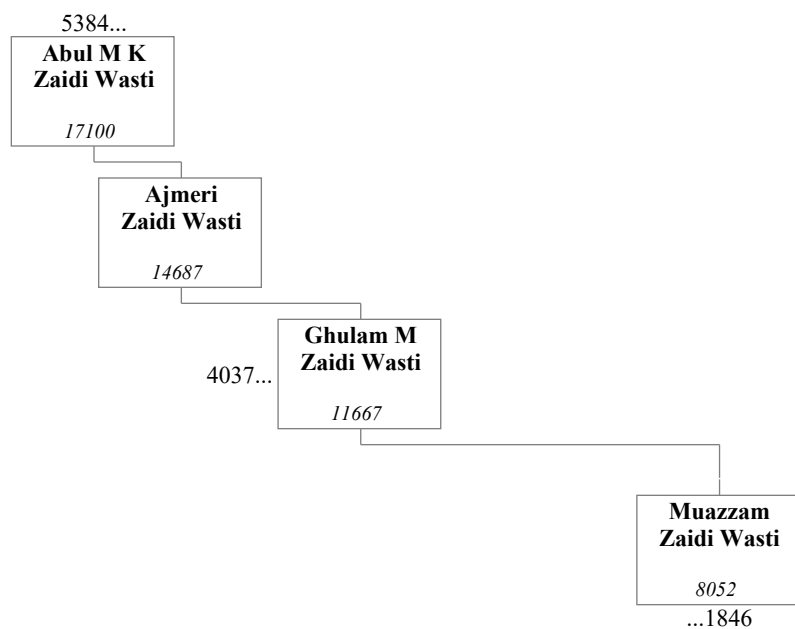 5384...
Abul M K
Zaidi Wasti
17100
Ajmeri
Zaidi Wasti
14687
Ghulam M
Zaidi Wasti
4037...
11667
Muazzam
Zaidi Wasti
8052
...1846